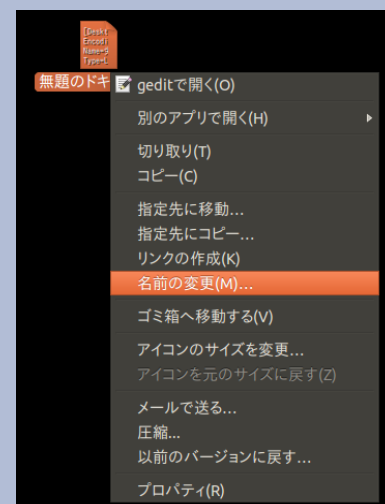 [Deskt
Encodi
Name=9
Type=L
無題のドキ
geditで開く(O)
別のアプリで開く(H)
切り取り(T)
コピー(C)
指定先に移動...
指定先にコピー...
リンクの作成(K)
名前の変更(M)...
ゴミ箱へ移動する(V)
アイコンのサイズを変更...
アイコンを元のサイズに戻す(Z)
メールで送る...
圧縮...
以前のバージョンに戻す...
プロパティ(R)